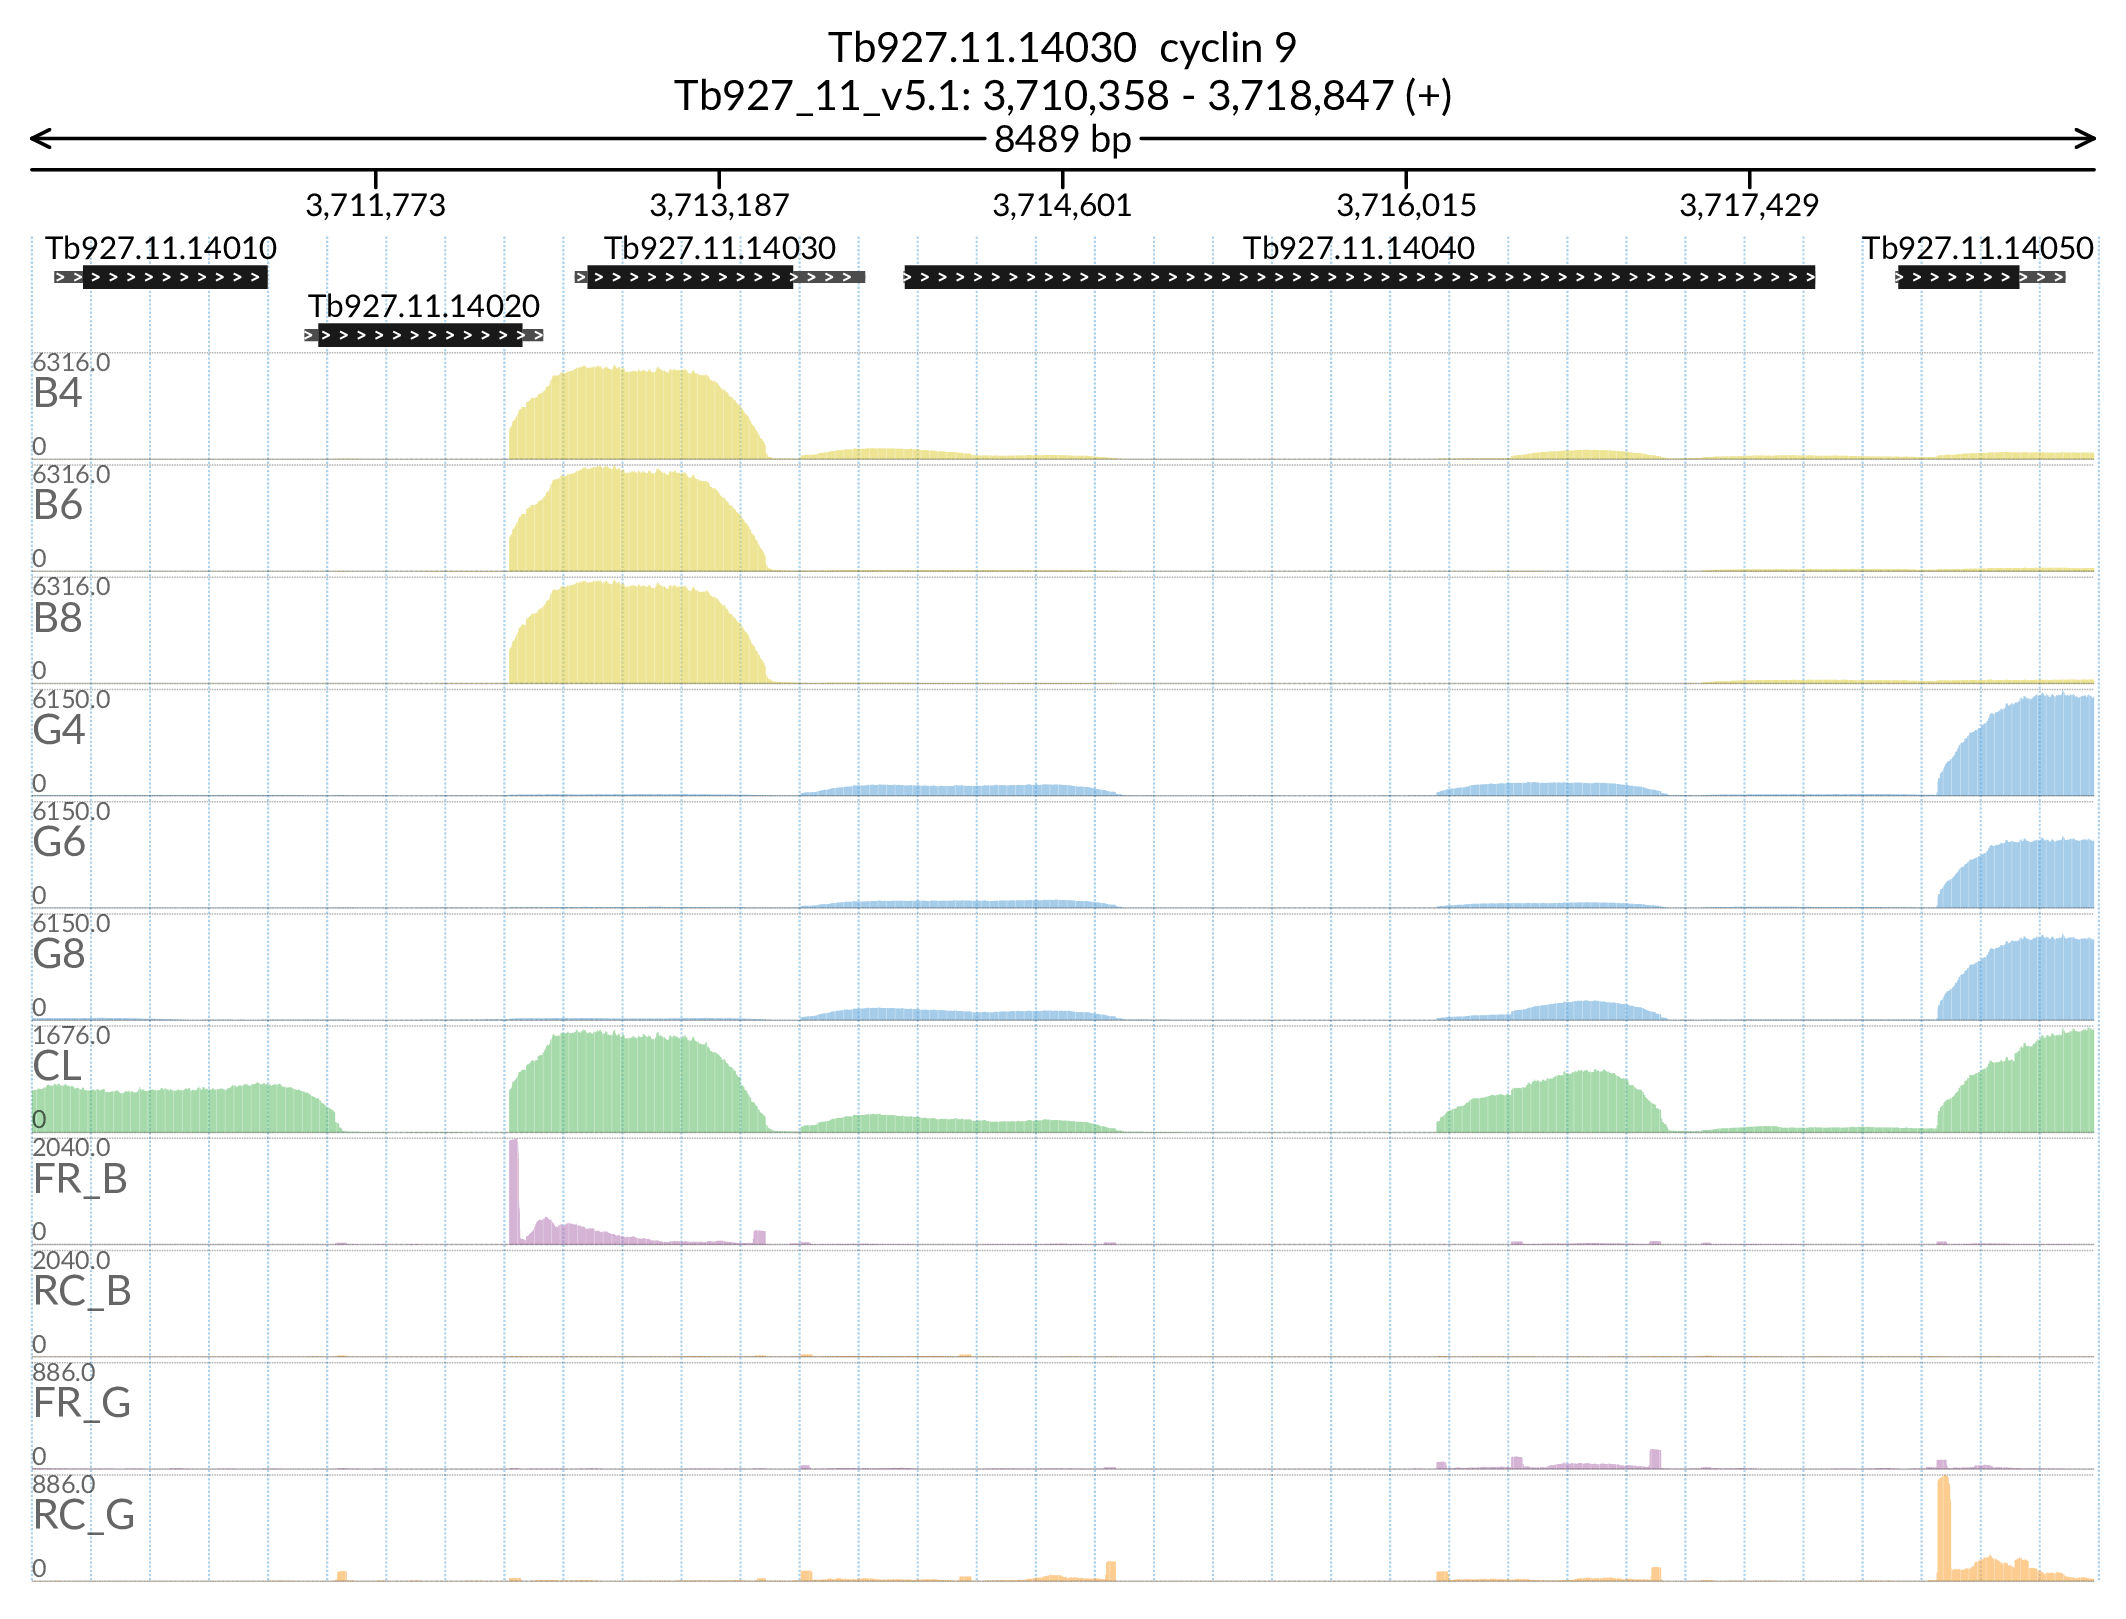 Tb927.11.14030 cyclin 9
Tb927_11_v5.1: 3,710,358 - 3,718,847 (+)
8489 bp
3,711,773 3,713,187 3,714,601 3,716,015 3,717,429
Tb927.11.14010 Tb927.11.14030 Tb927.11.14040 Tb927.11.14050
Tb927.11.14020
6316.0
B4
0
6316.0
B6
0
6316.0
B8
0
6150.0
G4
0
6150.0
G6
0
6150.0
G8
0
1676.0
CL
0
2040.0
FR_B
0
2040.0
RC_B
0
886.0
FR_G
0
886.0
RC_G
0